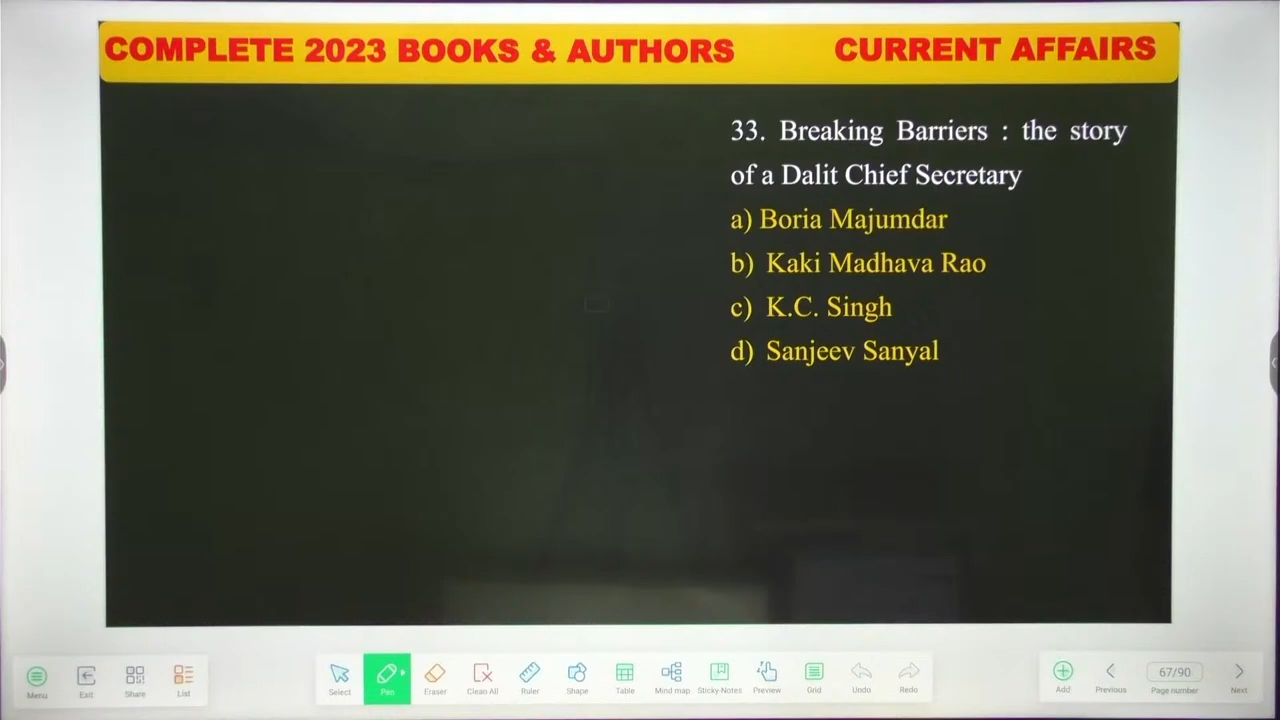 COMPLETE 2023 BOOKS & AUTHORS CURRENT AFFAIRS
33. Breaking Barriers : the story
of a Dalit Chief Secretary
a) Boria Majumdar
b) Kaki Madhava Rao
c) K.C. Singh
d) Sanjeev Sanyal
Menu Exit Share List Select Pen Eraser Clean All Ruler Shape Table Mind map Sticky-Notes Preview Grid Undo Redo Add Previous 67/90 Page number Next